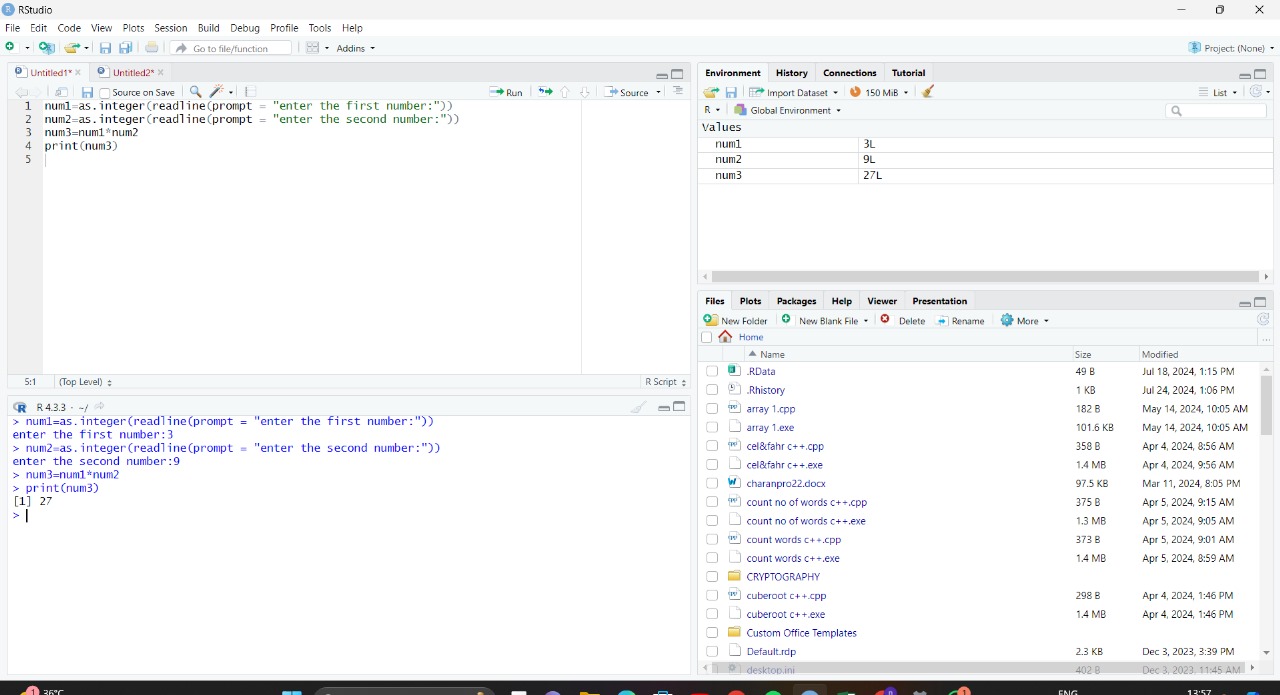 RStudio
File Edit Code View Plots Session Build Debug Profile Tools Help
Go to file/function Addins Project: (None)
Untitled1* Untitled2*
Source on Save Run Source
1 num1=as.integer(readline(prompt = "enter the first number:"))
2 num2=as.integer(readline(prompt = "enter the second number:"))
3 num3=num1*num2
4 print(num3)
5
5:1 (Top Level) R Script
R 4.3.3 · ~/
> num1=as.integer(readline(prompt = "enter the first number:"))
enter the first number:3
> num2=as.integer(readline(prompt = "enter the second number:"))
enter the second number:9
> num3=num1*num2
> print(num3)
[1] 27
>
Environment History Connections Tutorial
Import Dataset 150 MiB List
R Global Environment
Values
num1 3L
num2 9L
num3 27L
Files Plots Packages Help Viewer Presentation
New Folder New Blank File Delete Rename More
Home ...
Name Size Modified
.RData 49 B Jul 18, 2024, 1:15 PM
.Rhistory 1 KB Jul 24, 2024, 1:06 PM
array 1.cpp 182 B May 14, 2024, 10:05 AM
array 1.exe 101.6 KB May 14, 2024, 10:05 AM
cel&fahr c++.cpp 358 B Apr 4, 2024, 8:56 AM
cel&fahr c++.exe 1.4 MB Apr 4, 2024, 9:56 AM
charanpro22.docx 97.5 KB Mar 11, 2024, 8:05 PM
count no of words c++.cpp 375 B Apr 5, 2024, 9:15 AM
count no of words c++.exe 1.3 MB Apr 5, 2024, 9:05 AM
count words c++.cpp 373 B Apr 5, 2024, 9:01 AM
count words c++.exe 1.4 MB Apr 5, 2024, 8:59 AM
CRYPTOGRAPHY
cuberoot c++.cpp 298 B Apr 4, 2024, 1:46 PM
cuberoot c++.exe 1.4 MB Apr 4, 2024, 1:46 PM
Custom Office Templates
Default.rdp 2.3 KB Dec 3, 2023, 3:39 PM
desktop.ini 402 B Dec 3, 2023, 11:45 AM
1 36°C ENG 13:57